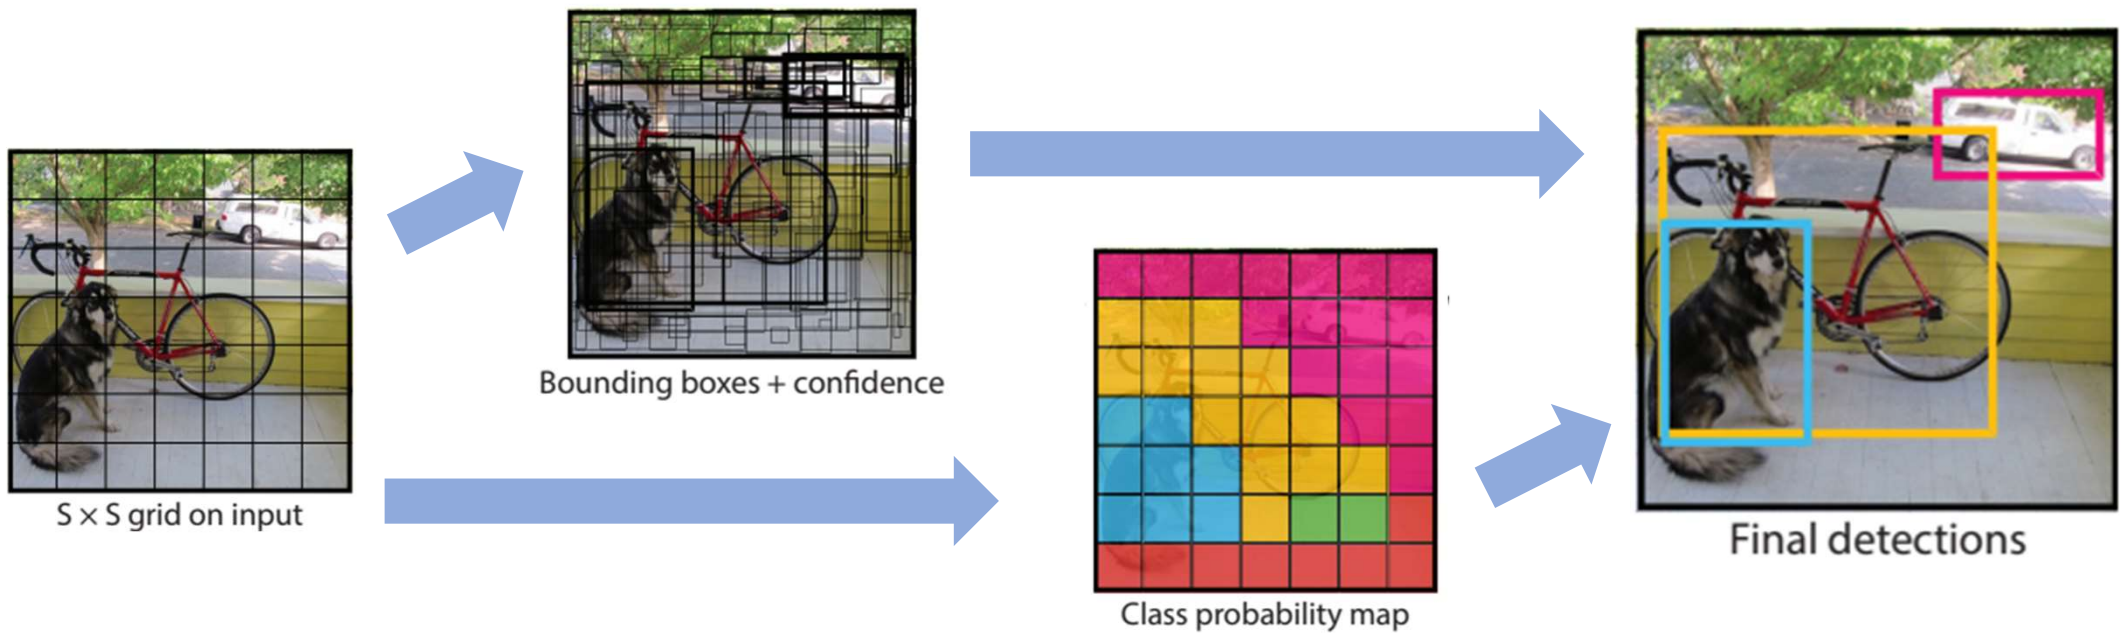 S × S grid on input
Bounding boxes + confidence
Class probability map
Final detections